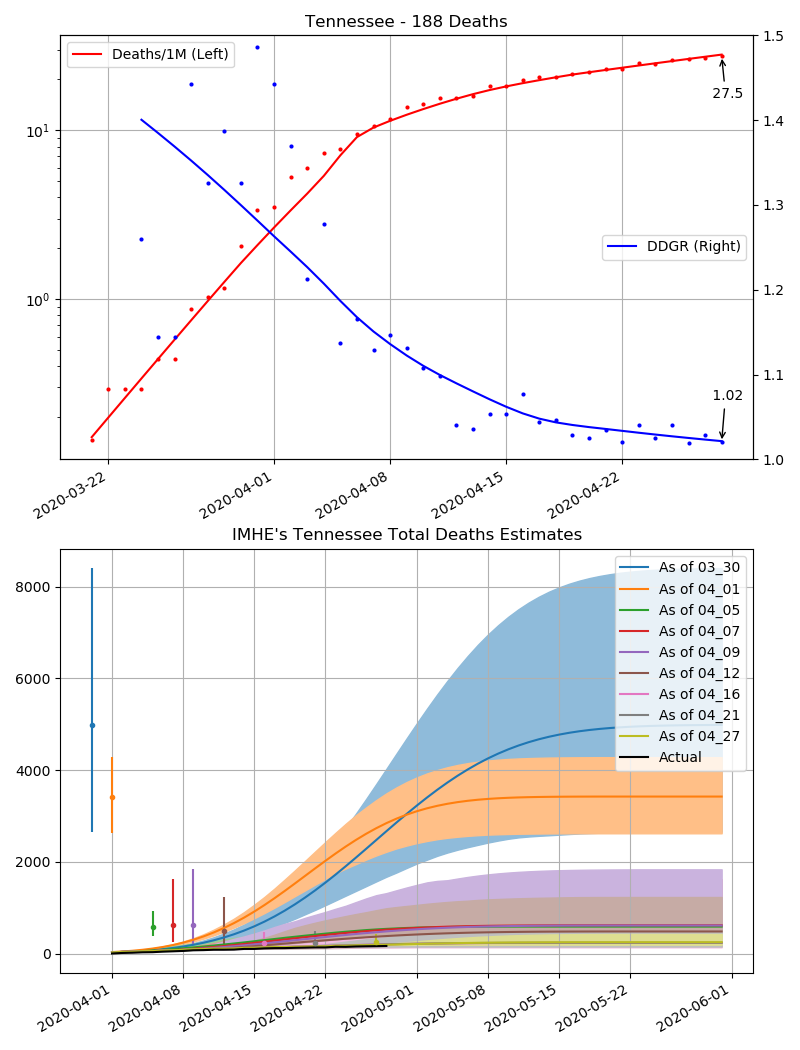 Tennessee - 188 Deaths
Deaths/1M (Left)
DDGR (Right)
27.5
1.02
10^1
10^0
1.5
1.4
1.3
1.2
1.1
1.0
2020-03-22
2020-04-01
2020-04-08
2020-04-15
2020-04-22
IMHE's Tennessee Total Deaths Estimates
As of 03_30
As of 04_01
As of 04_05
As of 04_07
As of 04_09
As of 04_12
As of 04_16
As of 04_21
As of 04_27
Actual
8000
6000
4000
2000
0
2020-04-01
2020-04-08
2020-04-15
2020-04-22
2020-05-01
2020-05-08
2020-05-15
2020-05-22
2020-06-01